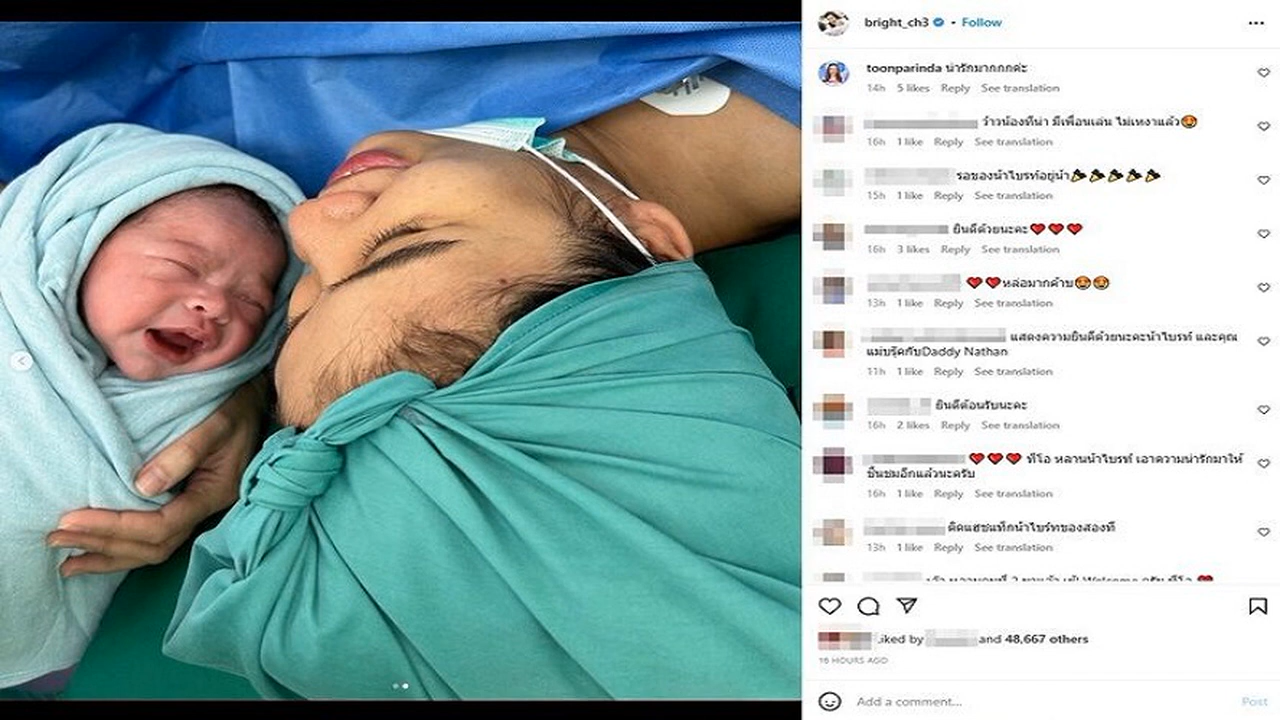 bright_ch3 • Follow
toonparinda น่ารักมากกกค่ะ
14h 5 likes Reply See translation
ว้าวน้องทีน่า มีเพื่อนเล่น ไม่เหงาแล้ว🥰
16h 1 like Reply See translation
รอของน้าไบรท์อยู่น้า🎉🎉🎉🎉🎉
15h 1 like Reply See translation
ยินดีด้วยนะคะ❤️❤️❤️
16h 3 likes Reply See translation
❤️❤️หล่อมากค้าบ🥰🥰
13h 1 like Reply See translation
แสดงความยินดีด้วยนะคะน้าไบรท์ และคุณ
แม่บรุ๊คกับDaddy Nathan
11h 1 like Reply See translation
ยินดีต้อนรับนะคะ
16h 2 likes Reply See translation
❤️❤️❤️ ทีโอ หลานน้าไบรท์ เอาความน่ารักมาให้
ชื่นชมอีกแล้วนะครับ
16h 1 like Reply See translation
ติดแฮชแท็กน้าไบร์ทของสองที
13h 1 like Reply See translation
Liked by and 48,667 others
16 HOURS AGO
Add a comment... Post